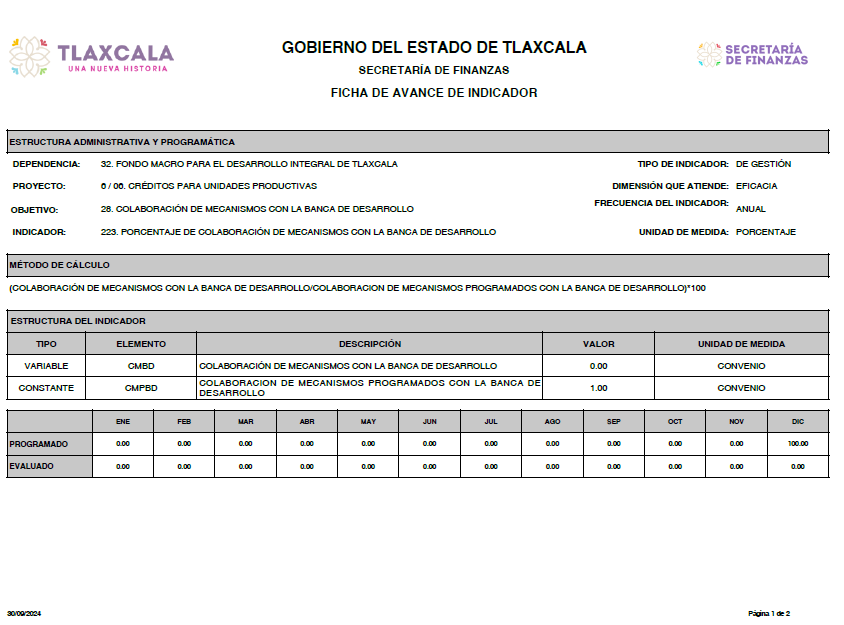 TLAXCALA
UNA NUEVA HISTORIA
GOBIERNO DEL ESTADO DE TLAXCALA
SECRETARÍA DE FINANZAS
FICHA DE AVANCE DE INDICADOR
SECRETARÍA
DE FINANZAS
ESTRUCTURA ADMINISTRATIVA Y PROGRAMÁTICA
DEPENDENCIA: 32. FONDO MACRO PARA EL DESARROLLO INTEGRAL DE TLAXCALA TIPO DE INDICADOR: DE GESTIÓN
PROYECTO: 6 / 06. CRÉDITOS PARA UNIDADES PRODUCTIVAS DIMENSIÓN QUE ATIENDE: EFICACIA
OBJETIVO: 28. COLABORACIÓN DE MECANISMOS CON LA BANCA DE DESARROLLO FRECUENCIA DEL INDICADOR: ANUAL
INDICADOR: 223. PORCENTAJE DE COLABORACIÓN DE MECANISMOS CON LA BANCA DE DESARROLLO UNIDAD DE MEDIDA: PORCENTAJE
MÉTODO DE CÁLCULO
(COLABORACIÓN DE MECANISMOS CON LA BANCA DE DESARROLLO/COLABORACION DE MECANISMOS PROGRAMADOS CON LA BANCA DE DESARROLLO)*100
ESTRUCTURA DEL INDICADOR
TIPO ELEMENTO DESCRIPCIÓN VALOR UNIDAD DE MEDIDA
VARIABLE CMBD COLABORACIÓN DE MECANISMOS CON LA BANCA DE DESARROLLO 0.00 CONVENIO
CONSTANTE CMPBD COLABORACION DE MECANISMOS PROGRAMADOS CON LA BANCA DE DESARROLLO 1.00 CONVENIO
ENE FEB MAR ABR MAY JUN JUL AGO SEP OCT NOV DIC
PROGRAMADO 0.00 0.00 0.00 0.00 0.00 0.00 0.00 0.00 0.00 0.00 0.00 100.00
EVALUADO 0.00 0.00 0.00 0.00 0.00 0.00 0.00 0.00 0.00 0.00 0.00 0.00
30/09/2024 Página 1 de 2